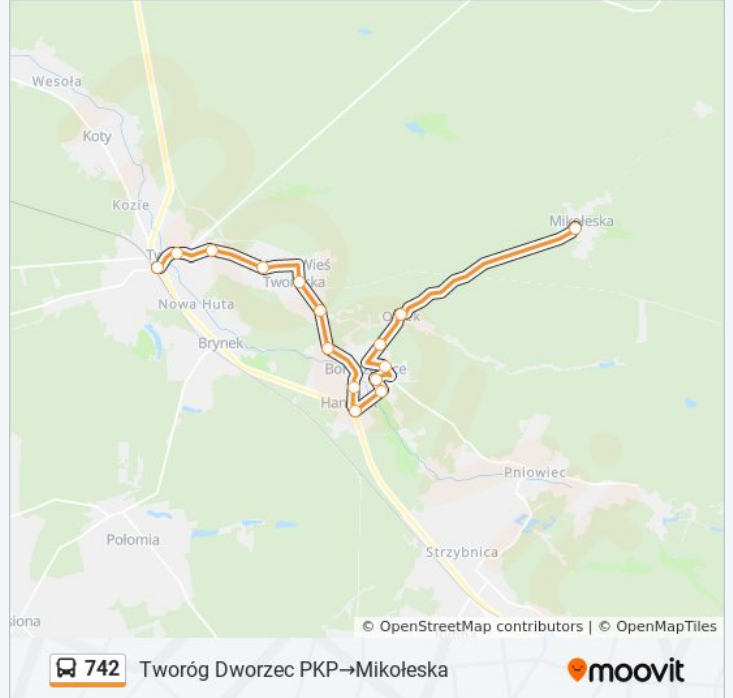 Wesoła
Koty
Kozie
Mikołeska
Wieś
Nowa Huta
Brynek
Pniowiec
Połomia
Strzybnica
© OpenStreetMap contributors | © OpenMapTiles
742 Tworóg Dworzec PKP→Mikołeska
moovit